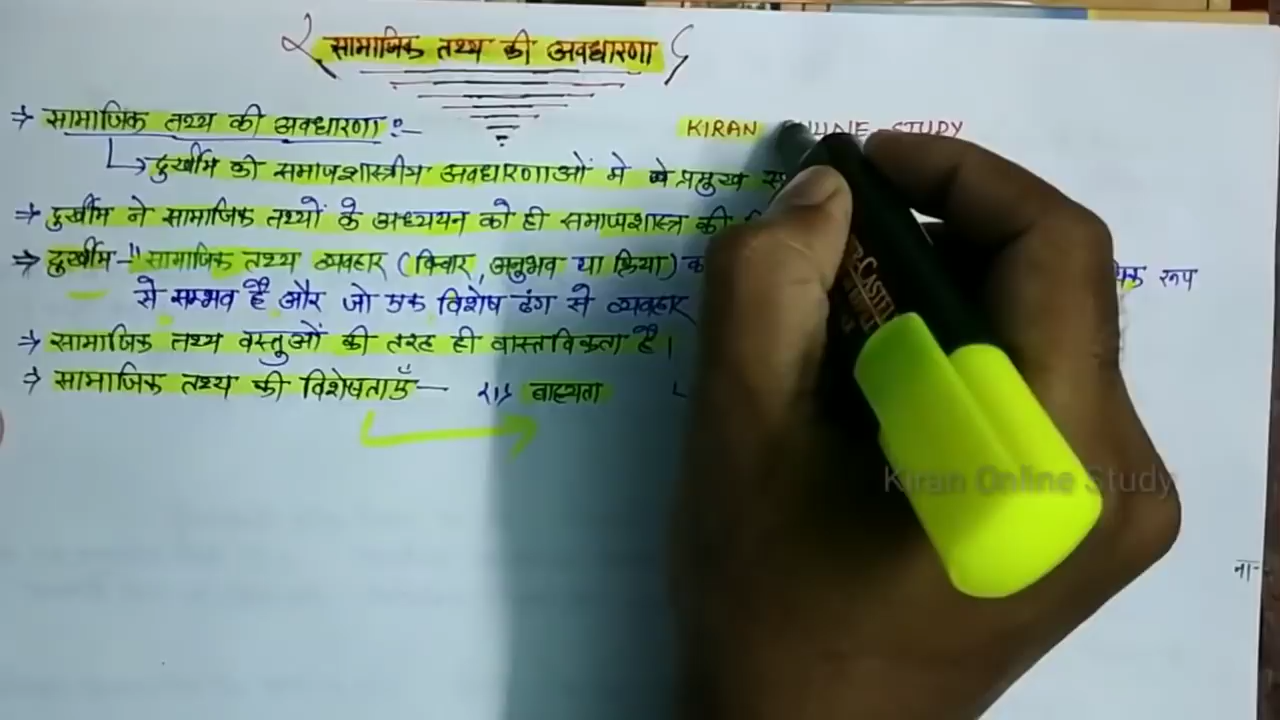 सामाजिक तथ्य की अवधारणा
⇒ सामाजिक तथ्य की अवधारणा :-
KIRAN ONLINE STUDY
↳ दुर्खीम की समाजशास्त्रीय अवधारणाओं मे ये प्रमुख
⇒ दुर्खीम ने सामाजिक तथ्यों के अध्ययन को ही समाजशास्त्र की
⇒ दुर्खीम - "सामाजिक तथ्य व्यवहार (विचार, अनुभव या क्रिया) रूप
से सम्भव है और जो एक विशेष ढंग से व्यवहार
⇒ सामाजिक तथ्य वस्तुओं की तरह ही वास्तविकता है।
⇒ सामाजिक तथ्य की विशेषताएँ - (1) बाह्यता
Kiran Online Study